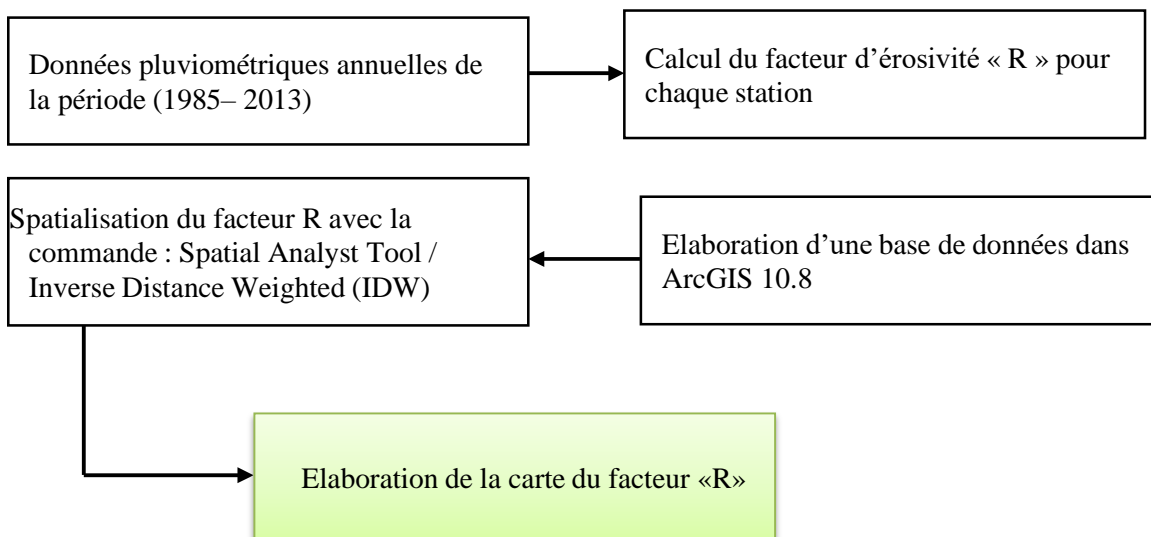 Données pluviométriques annuelles de
la période (1985– 2013)
Calcul du facteur d’érosivité « R » pour
chaque station
Spatialisation du facteur R avec la
commande : Spatial Analyst Tool /
Inverse Distance Weighted (IDW)
Elaboration d’une base de données dans
ArcGIS 10.8
Elaboration de la carte du facteur «R»